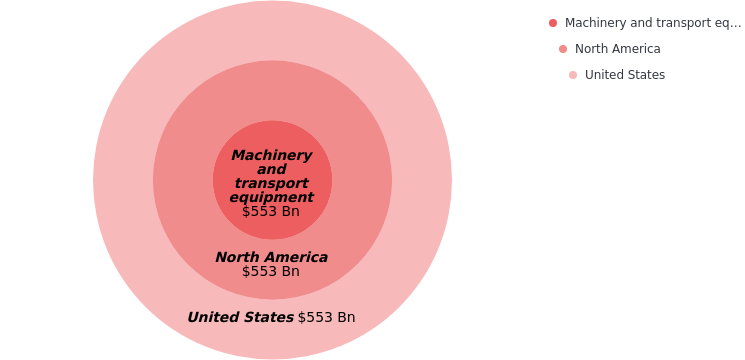 Machinery
and
transport
equipment
$553 Bn
North America
$553 Bn
United States $553 Bn
Machinery and transport eq...
North America
United States